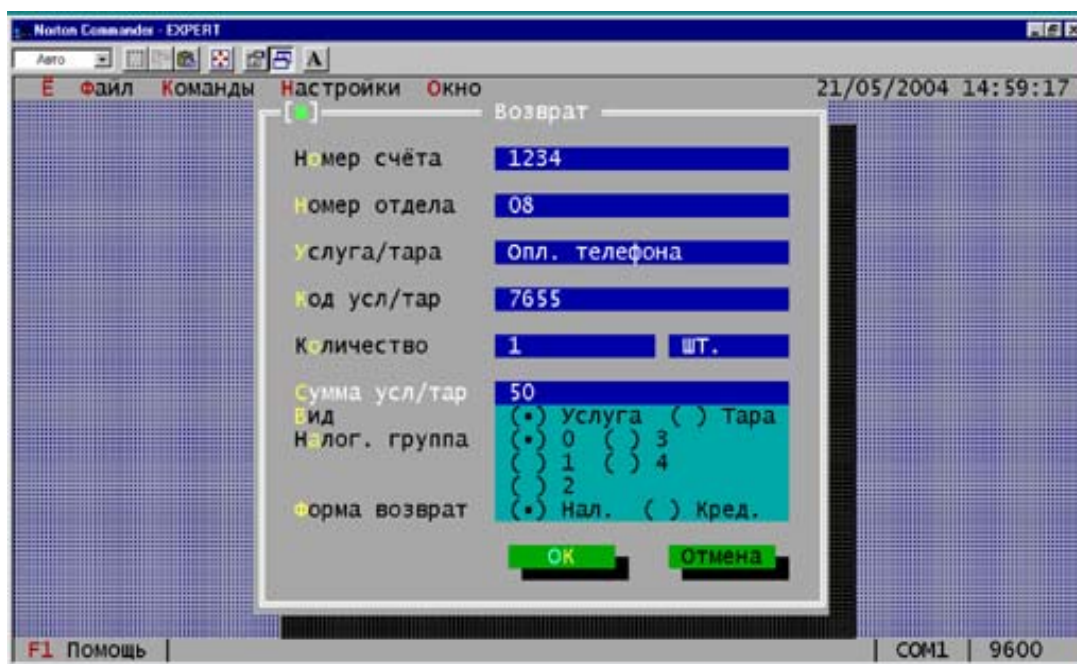 Norton Commander - EXPERT
Авто
A
Ё Файл Команды Настройки Окно 21/05/2004 14:59:17
Возврат
Номер счёта 1234
Номер отдела 08
Услуга/тара Опл. телефона
Код усл/тар 7655
Количество 1 шт.
Сумма усл/тар 50
Вид (•) Услуга ( ) Тара
Налог. группа (•) 0 ( ) 3
( ) 1 ( ) 4
( ) 2
Форма возврат (•) Нал. ( ) Кред.
ОК Отмена
F1 Помощь | | COM1 | 9600